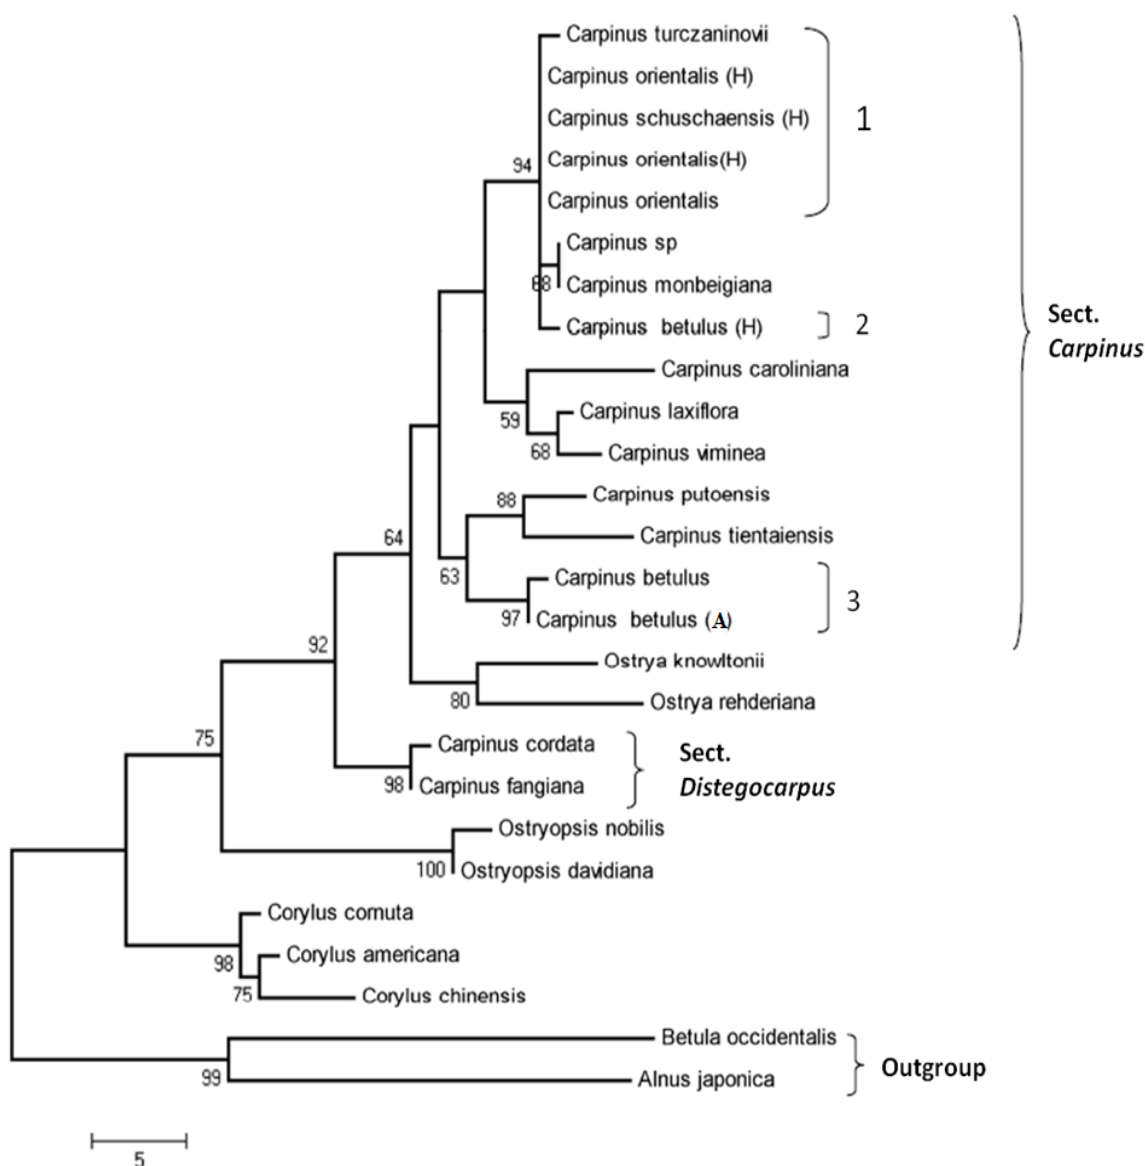 Carpinus turczaninovii
Carpinus orientalis (H)
Carpinus schuschaensis (H)
1
Carpinus orientalis(H)
94
Carpinus orientalis
Carpinus sp
68
Carpinus monbeigiana
Carpinus betulus (H)
2
Sect.
Carpinus
Carpinus caroliniana
Carpinus laxiflora
59
Carpinus viminea
68
Carpinus putoensis
88
Carpinus tientaiensis
64
Carpinus betulus
63
3
Carpinus betulus (A)
97
Ostrya knowltonii
92
Ostrya rehderiana
80
Carpinus cordata
75
Sect.
Distegocarpus
Carpinus fangiana
98
Ostryopsis nobilis
Ostryopsis davidiana
100
Corylus cornuta
Corylus americana
98
Corylus chinensis
75
Betula occidentalis
Outgroup
Alnus japonica
99
5